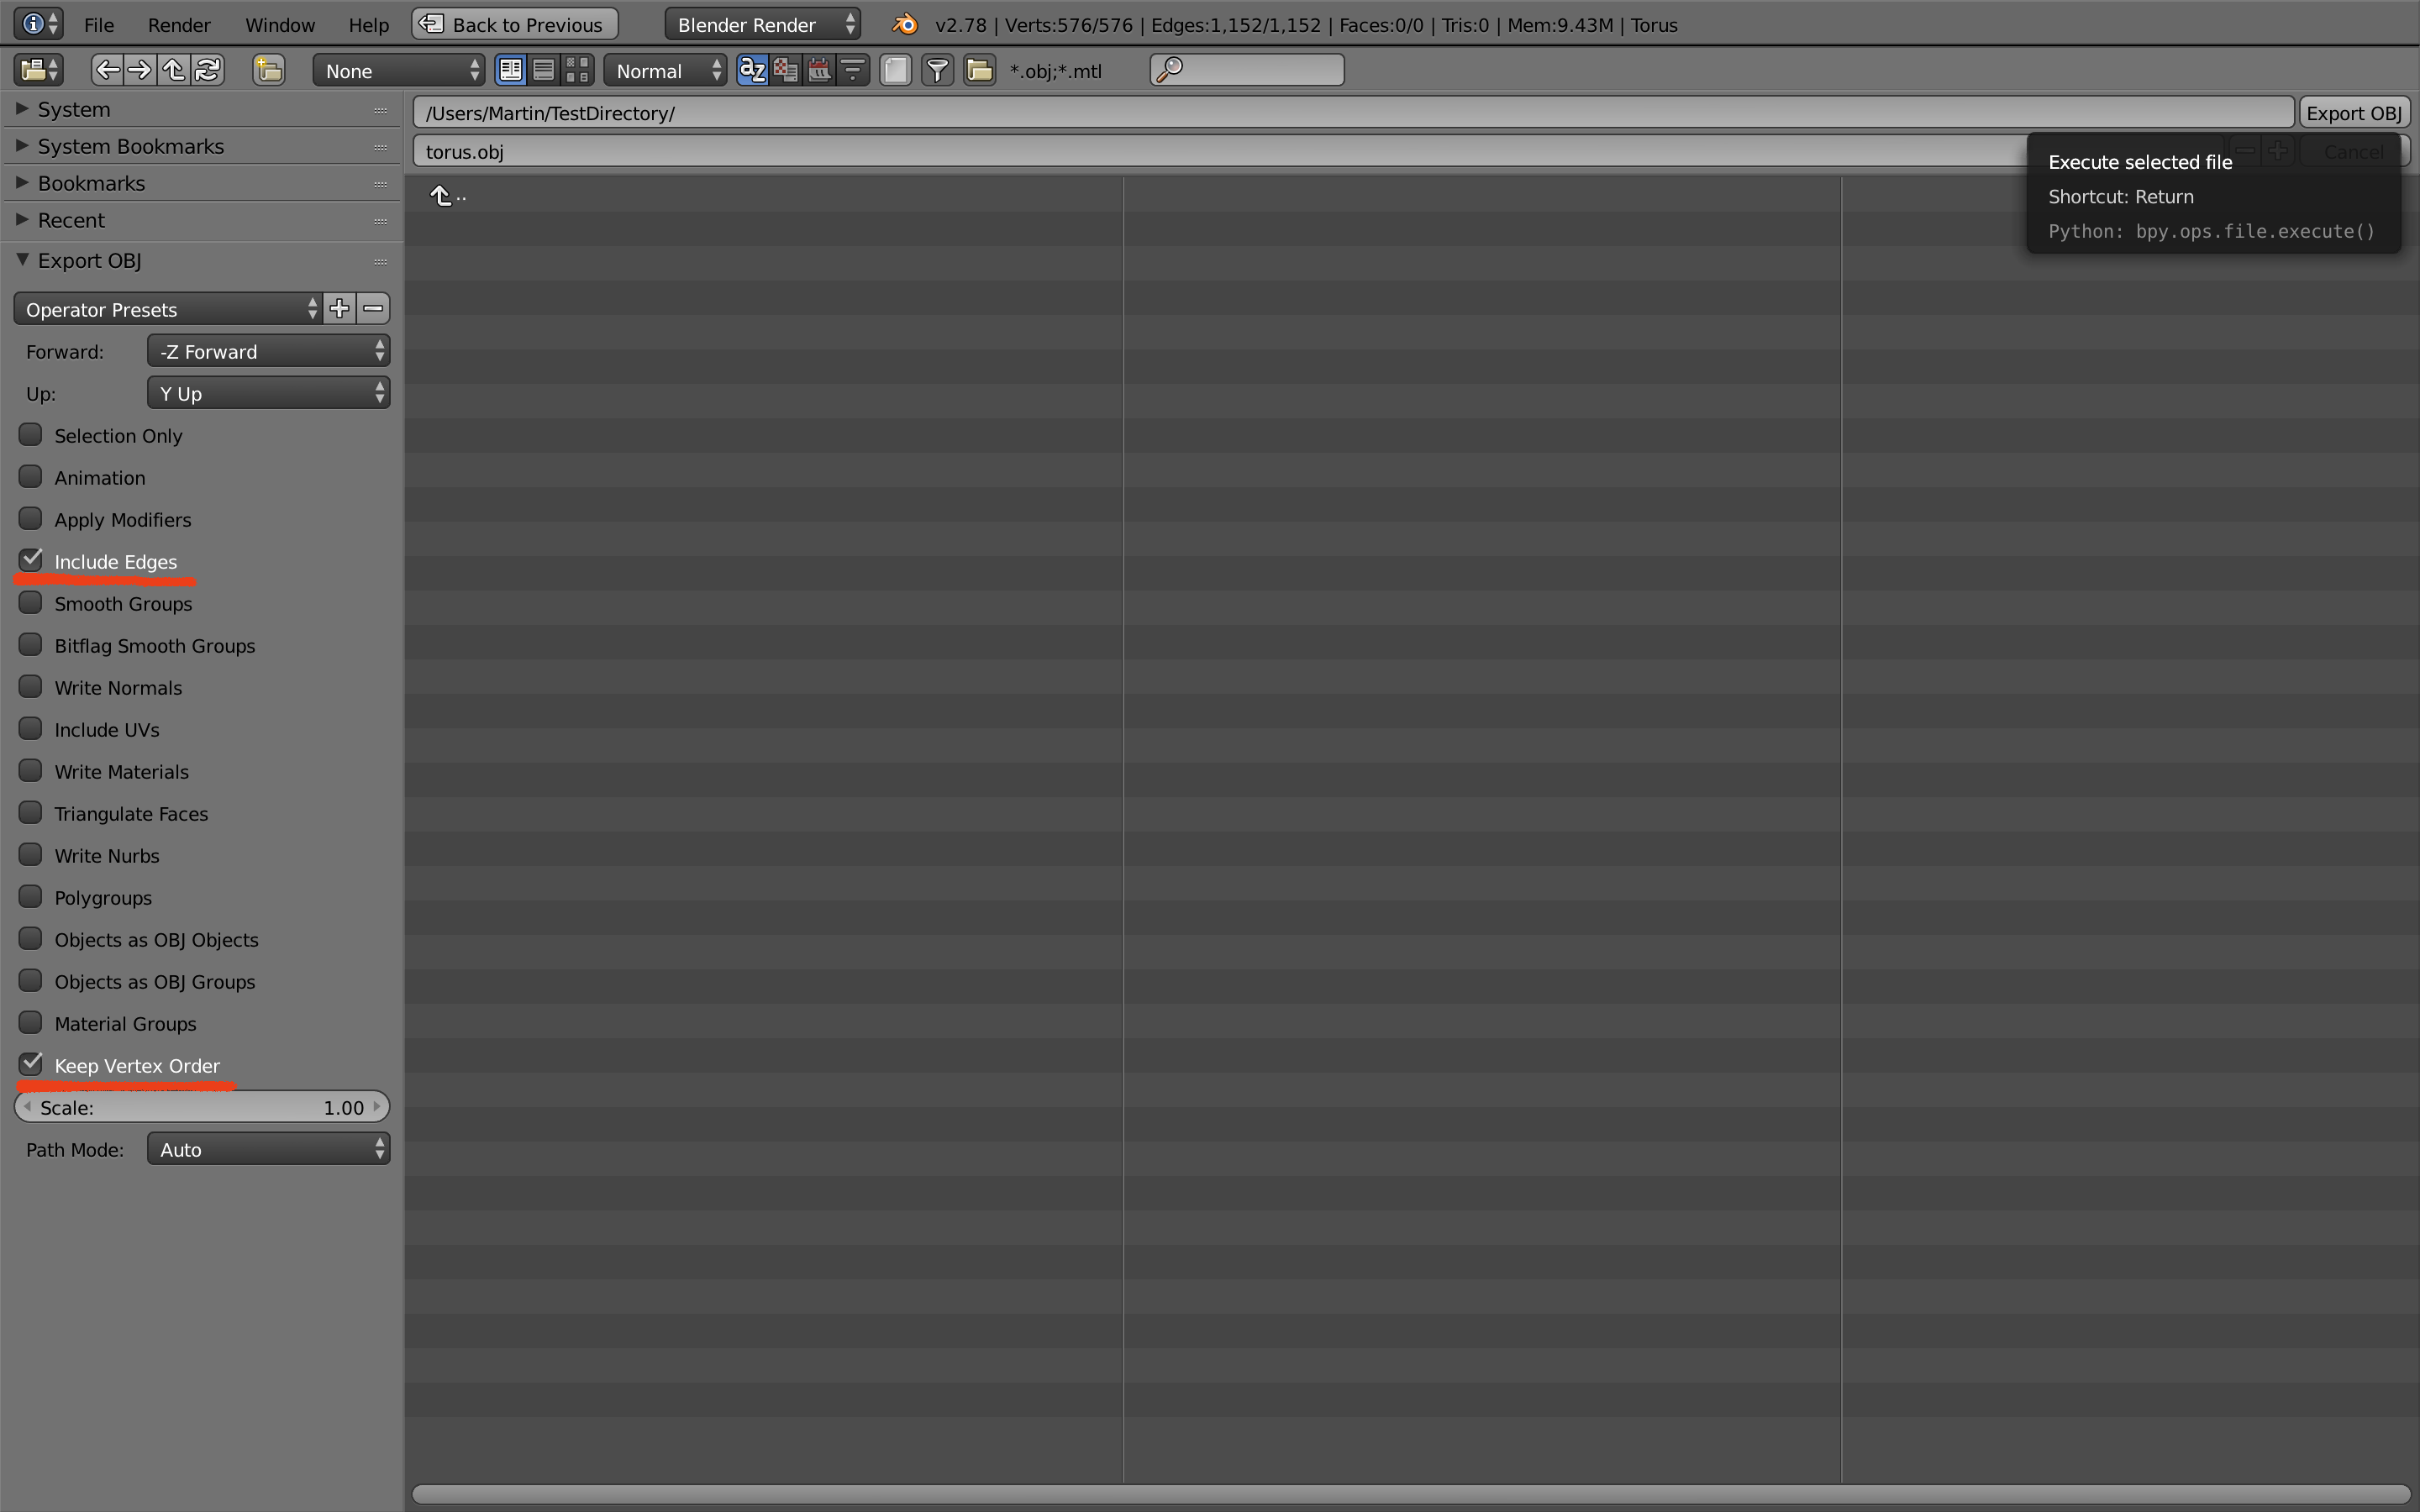 File Render Window Help Back to Previous Blender Render v2.78 | Verts:576/576 | Edges:1,152/1,152 | Faces:0/0 | Tris:0 | Mem:9.43M | Torus
None Normal *.obj;*.mtl
System
System Bookmarks
Bookmarks
Recent
Export OBJ
Operator Presets
Forward: -Z Forward
Up: Y Up
Selection Only
Animation
Apply Modifiers
Include Edges
Smooth Groups
Bitflag Smooth Groups
Write Normals
Include UVs
Write Materials
Triangulate Faces
Write Nurbs
Polygroups
Objects as OBJ Objects
Objects as OBJ Groups
Material Groups
Keep Vertex Order
Scale: 1.00
Path Mode: Auto
/Users/Martin/TestDirectory/ Export OBJ
torus.obj Cancel
..
Execute selected file
Shortcut: Return
Python: bpy.ops.file.execute()